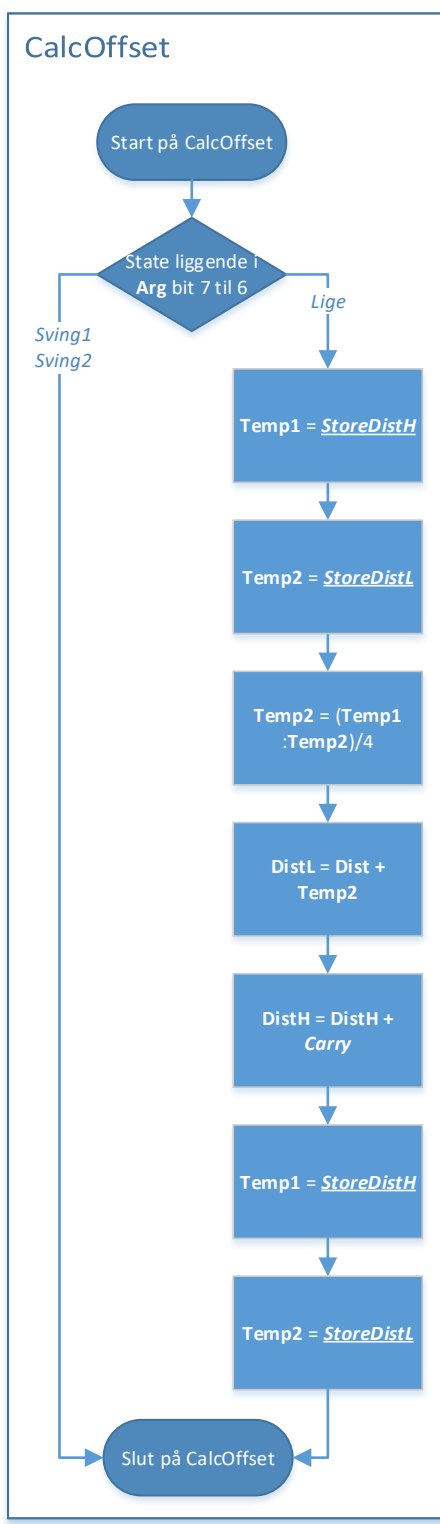 CalcOffset
Start på CalcOffset
State liggende i
Arg bit 7 til 6
Lige
Sving1
Sving2
Temp1 = StoreDistH
Temp2 = StoreDistL
Temp2 = (Temp1
:Temp2)/4
DistL = Dist +
Temp2
DistH = DistH +
Carry
Temp1 = StoreDistH
Temp2 = StoreDistL
Slut på CalcOffset